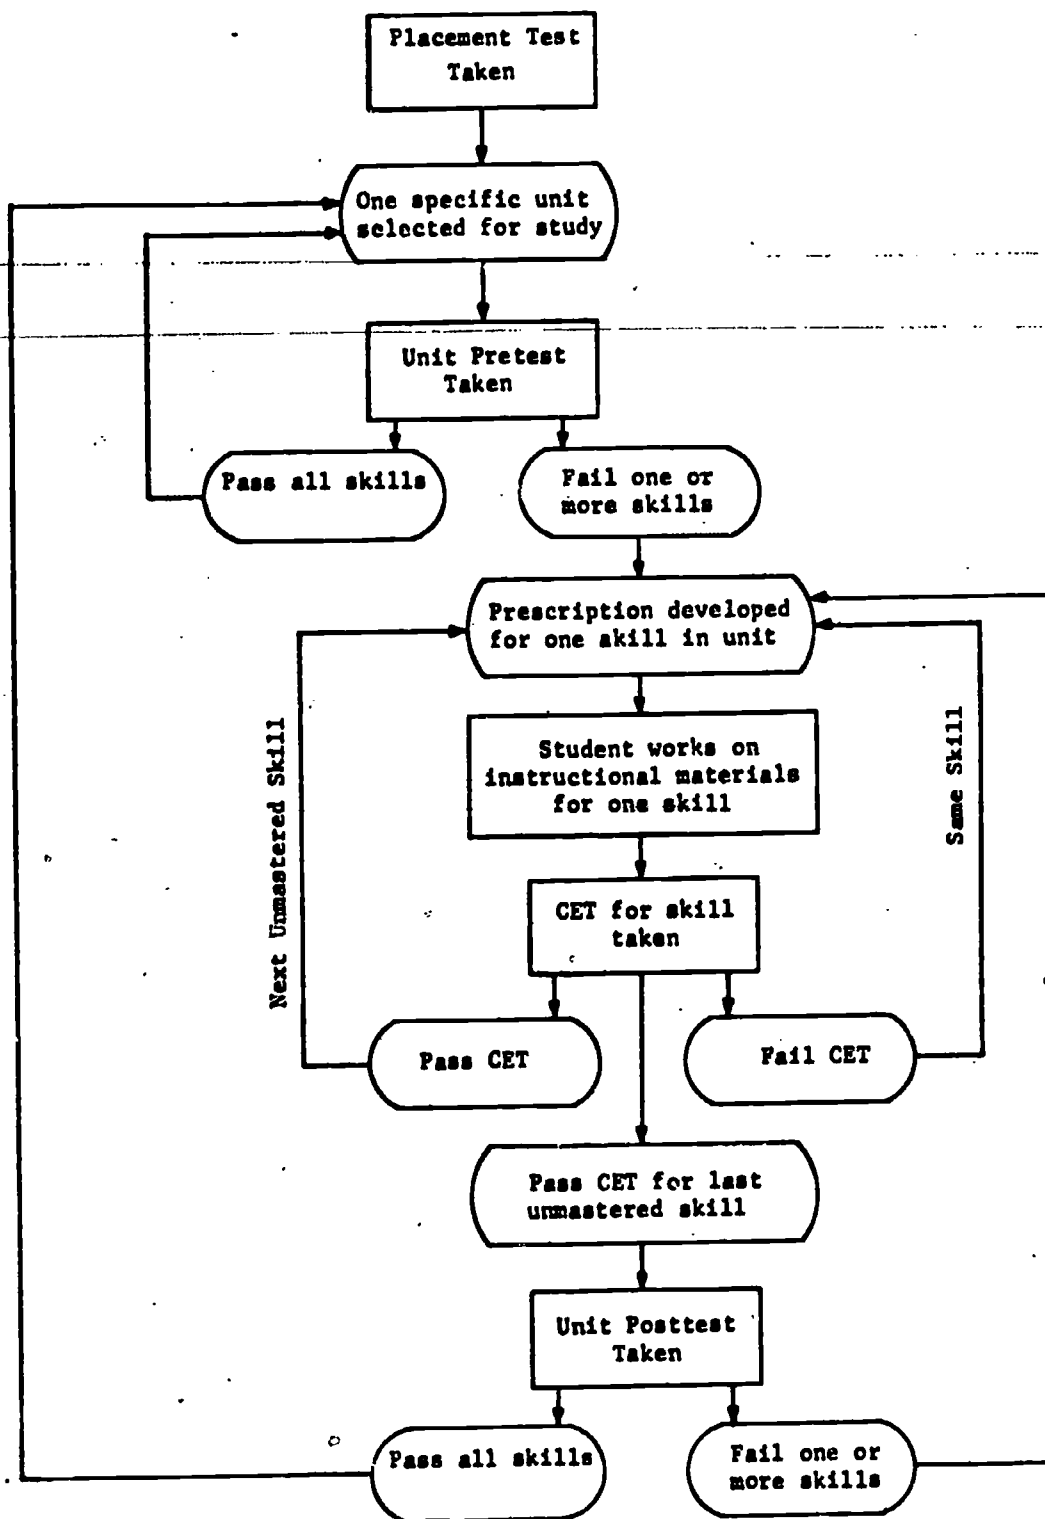 Placement Test
Taken
One specific unit
selected for study
Unit Pretest
Taken
Pass all skills
Fail one or
more skills
Prescription developed
for one skill in unit
Student works on
instructional materials
for one skill
Next Unmastered Skill
Same Skill
CET for skill
taken
Pass CET
Fail CET
Pass CET for last
unmastered skill
Unit Posttest
Taken
Pass all skills
Fail one or
more skills